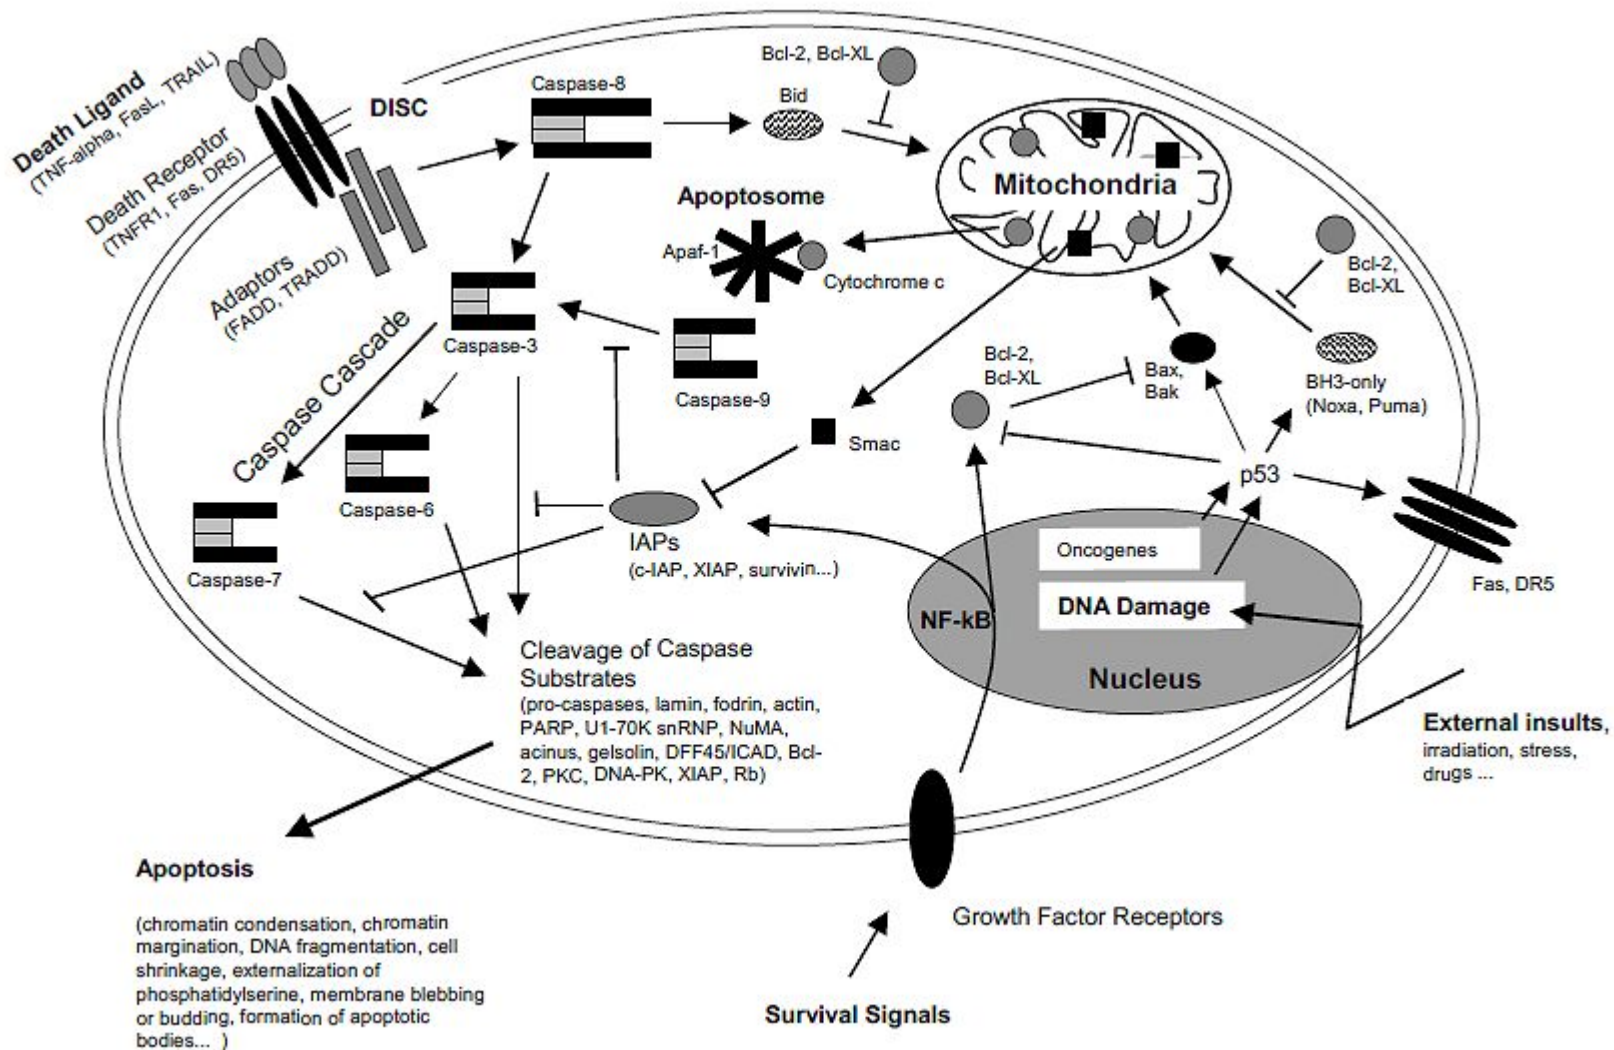 Death Ligand
(TNF-alpha, FasL, TRAIL)
Death Receptor
(TNFR1, Fas, DR5)
Adaptors
(FADD, TRADD)
DISC
Caspase-8
Bid
Bcl-2, Bcl-XL
Mitochondria
Apoptosome
Apaf-1
Cytochrome c
Caspase-3
Caspase-9
Caspase Cascade
Caspase-6
Caspase-7
Smac
IAPs
(c-IAP, XIAP, survivin...)
Bcl-2,
Bcl-XL
Bax,
Bak
Bcl-2,
Bcl-XL
BH3-only
(Noxa, Puma)
p53
Fas, DR5
Oncogenes
DNA Damage
NF-kB
Nucleus
External insults,
irradiation, stress,
drugs ...
Cleavage of Caspase
Substrates
(pro-caspases, lamin, fodrin, actin,
PARP, U1-70K snRNP, NuMA,
acinus, gelsolin, DFF45/ICAD, Bcl-
2, PKC, DNA-PK, XIAP, Rb)
Apoptosis
(chromatin condensation, chromatin
margination, DNA fragmentation, cell
shrinkage, externalization of
phosphatidylserine, membrane blebbing
or budding, formation of apoptotic
bodies... )
Growth Factor Receptors
Survival Signals